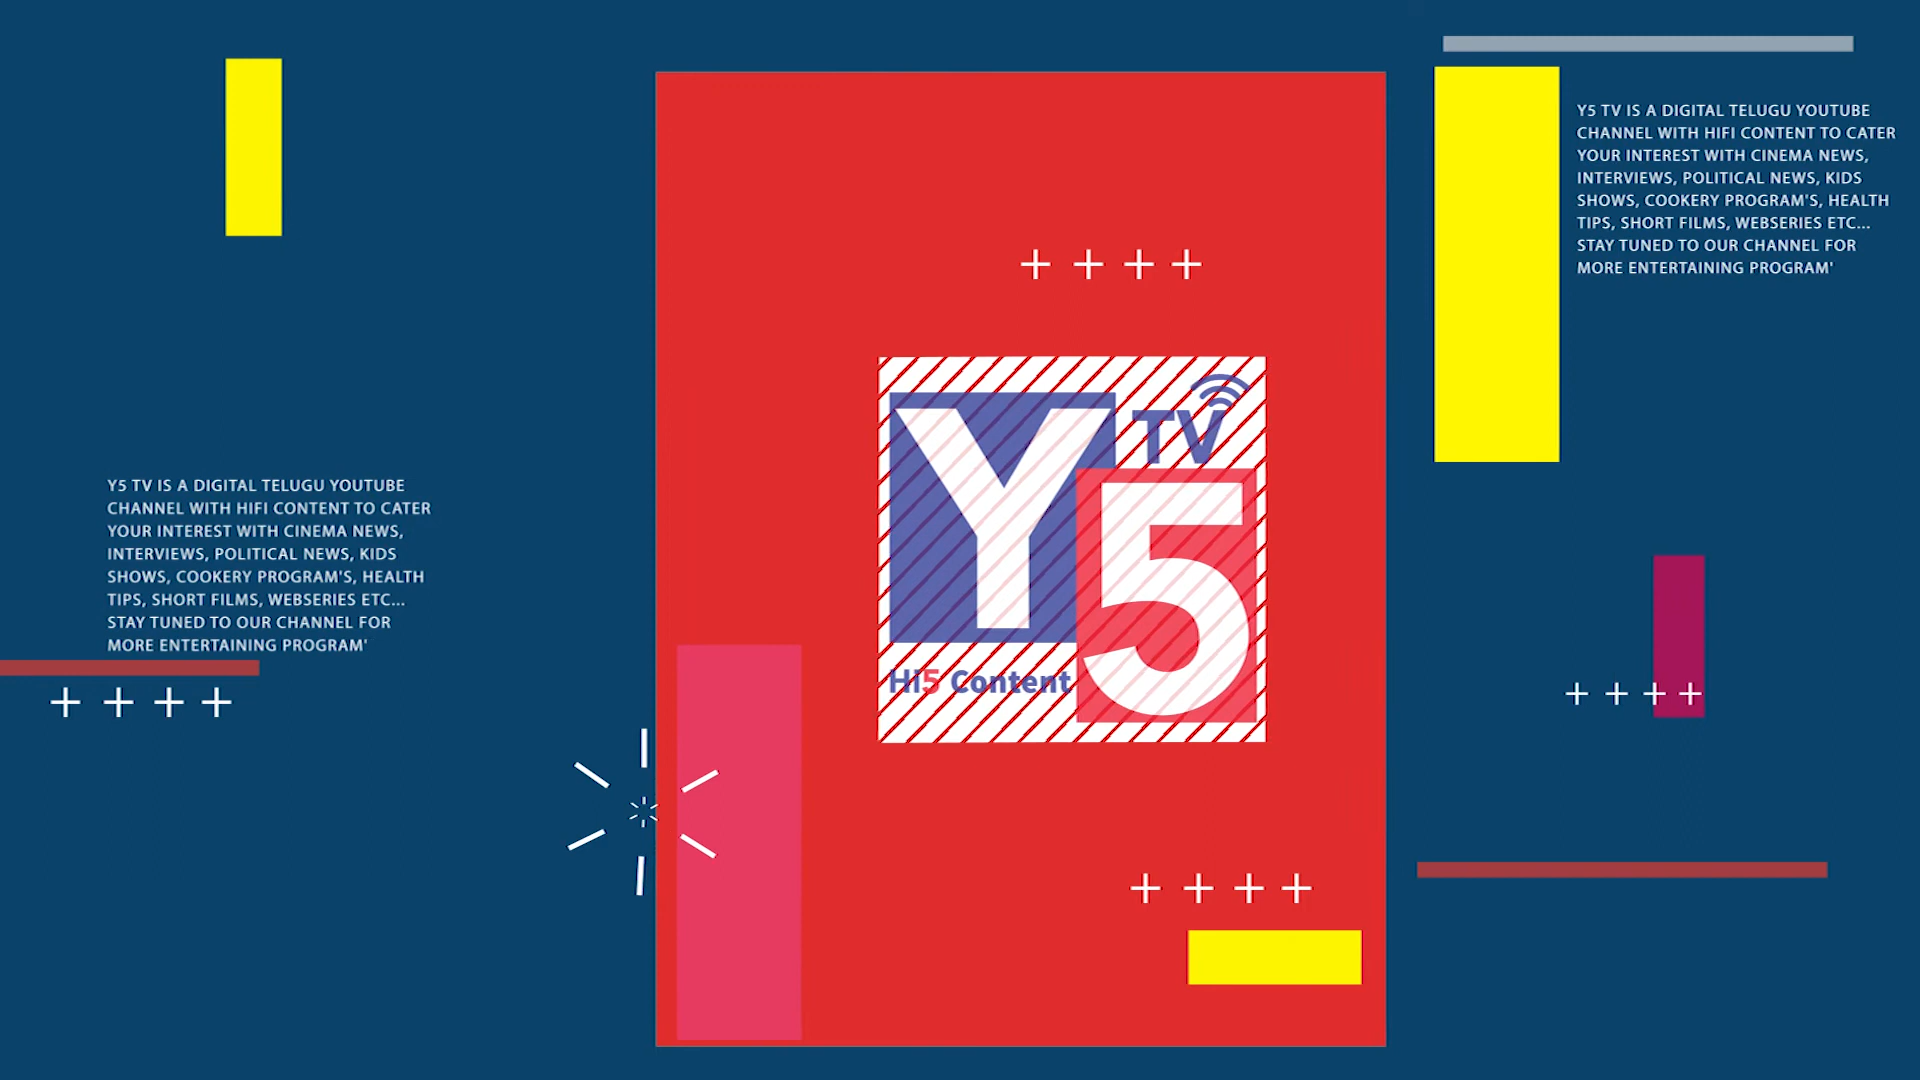 Y5 TV IS A DIGITAL TELUGU YOUTUBE
CHANNEL WITH HIFI CONTENT TO CATER
YOUR INTEREST WITH CINEMA NEWS,
INTERVIEWS, POLITICAL NEWS, KIDS
SHOWS, COOKERY PROGRAM'S, HEALTH
TIPS, SHORT FILMS, WEBSERIES ETC...
STAY TUNED TO OUR CHANNEL FOR
MORE ENTERTAINING PROGRAM'
Y TV
5
Hi5 Content
Y5 TV IS A DIGITAL TELUGU YOUTUBE
CHANNEL WITH HIFI CONTENT TO CATER
YOUR INTEREST WITH CINEMA NEWS,
INTERVIEWS, POLITICAL NEWS, KIDS
SHOWS, COOKERY PROGRAM'S, HEALTH
TIPS, SHORT FILMS, WEBSERIES ETC...
STAY TUNED TO OUR CHANNEL FOR
MORE ENTERTAINING PROGRAM'